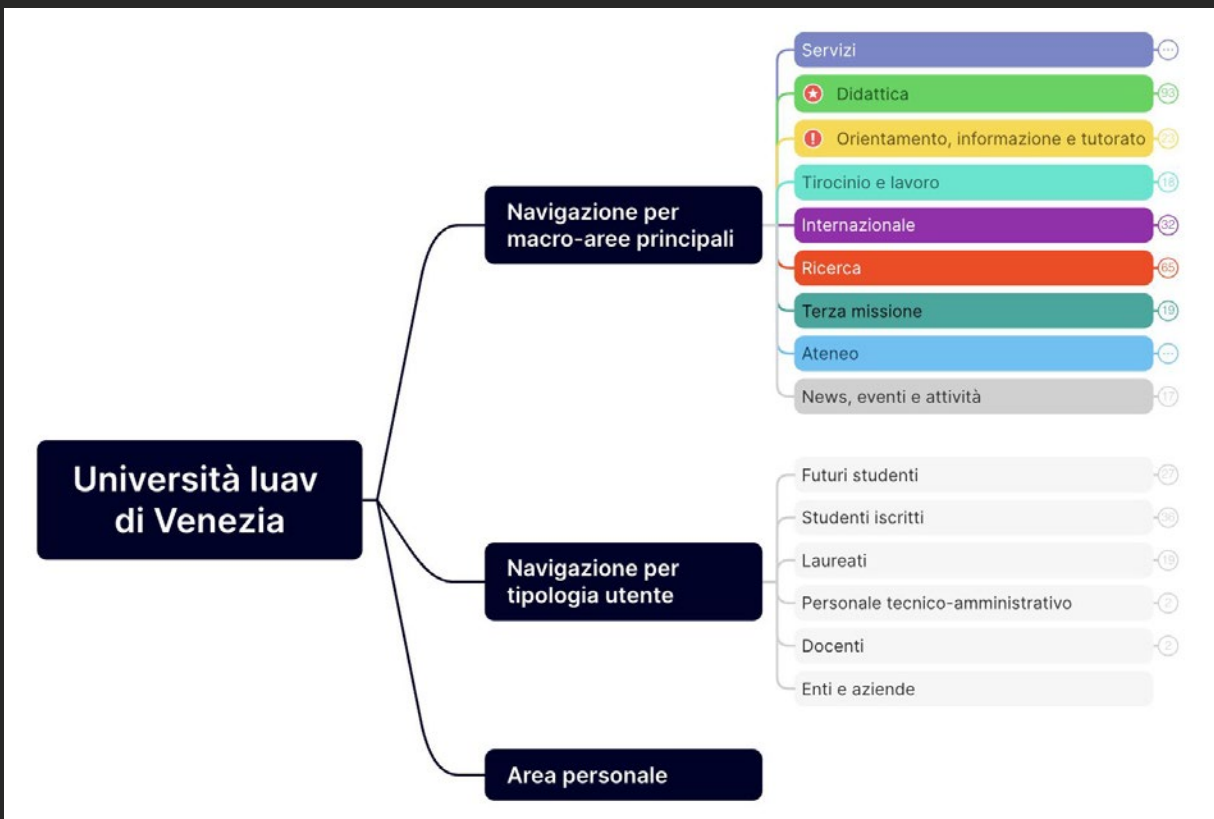 Servizi
...
Didattica
93
Orientamento, informazione e tutorato
23
Tirocinio e lavoro
18
Navigazione per
macro-aree principali
Internazionale
32
Ricerca
65
Terza missione
19
Ateneo
...
News, eventi e attività
17
Università Iuav
di Venezia
Futuri studenti
27
Studenti iscritti
36
Navigazione per
tipologia utente
Laureati
19
Personale tecnico-amministrativo
2
Docenti
2
Enti e aziende
Area personale